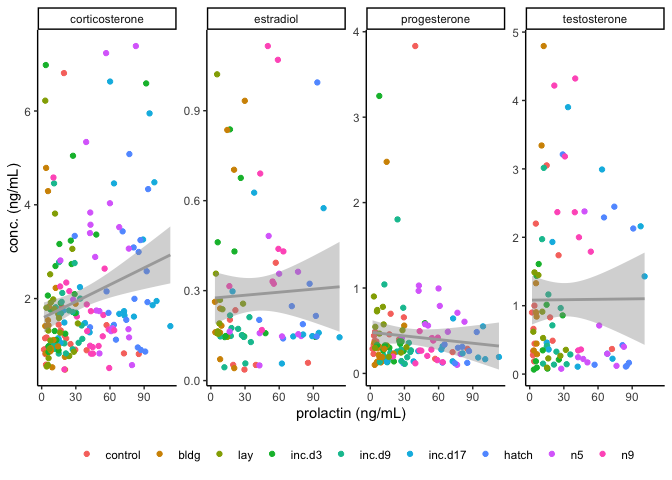 corticosterone estradiol progesterone testosterone
conc. (ng/mL)
2 4 6
0.0 0.3 0.6 0.9
0 1 2 3 4
0 1 2 3 4 5
0 30 60 90 0 30 60 90 0 30 60 90 0 30 60 90
prolactin (ng/mL)
control bldg lay inc.d3 inc.d9 inc.d17 hatch n5 n9